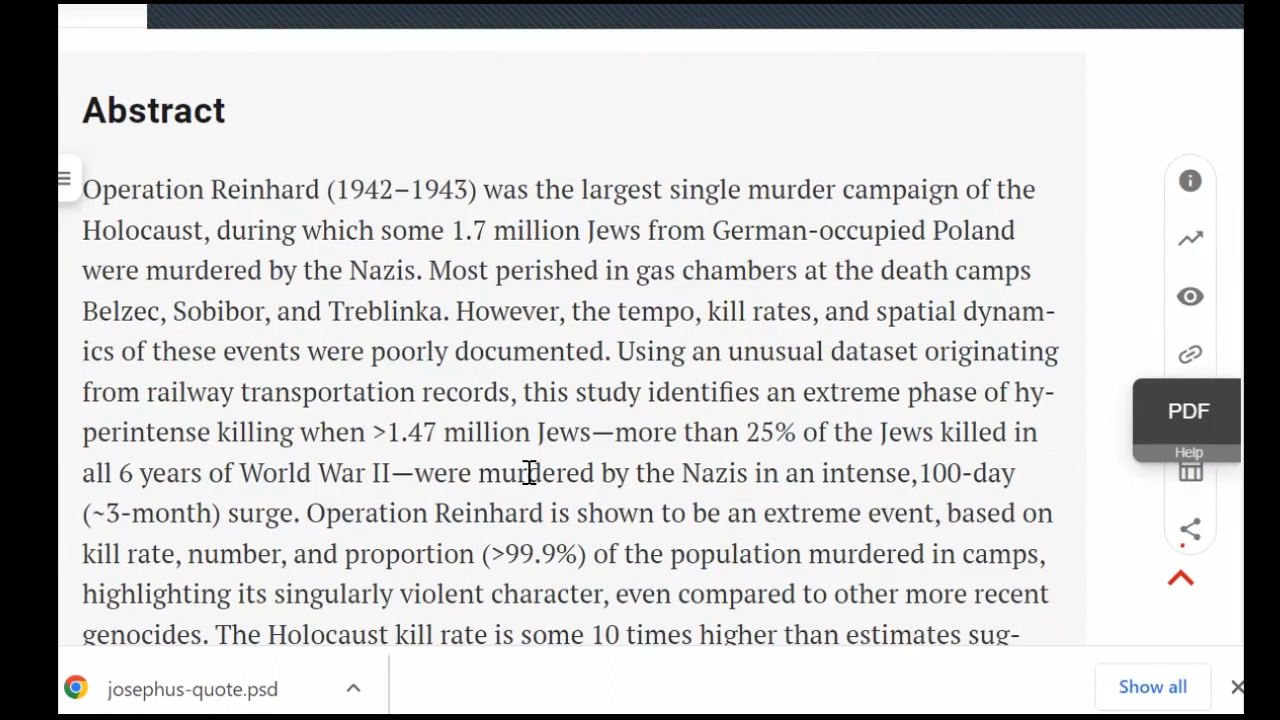 Abstract
Operation Reinhard (1942–1943) was the largest single murder campaign of the
Holocaust, during which some 1.7 million Jews from German-occupied Poland
were murdered by the Nazis. Most perished in gas chambers at the death camps
Belzec, Sobibor, and Treblinka. However, the tempo, kill rates, and spatial dynam-
ics of these events were poorly documented. Using an unusual dataset originating
from railway transportation records, this study identifies an extreme phase of hy-
perintense killing when >1.47 million Jews—more than 25% of the Jews killed in
all 6 years of World War II—were murdered by the Nazis in an intense,100-day
(~3-month) surge. Operation Reinhard is shown to be an extreme event, based on
kill rate, number, and proportion (>99.9%) of the population murdered in camps,
highlighting its singularly violent character, even compared to other more recent
genocides. The Holocaust kill rate is some 10 times higher than estimates sug-
PDF
Help
josephus-quote.psd
Show all